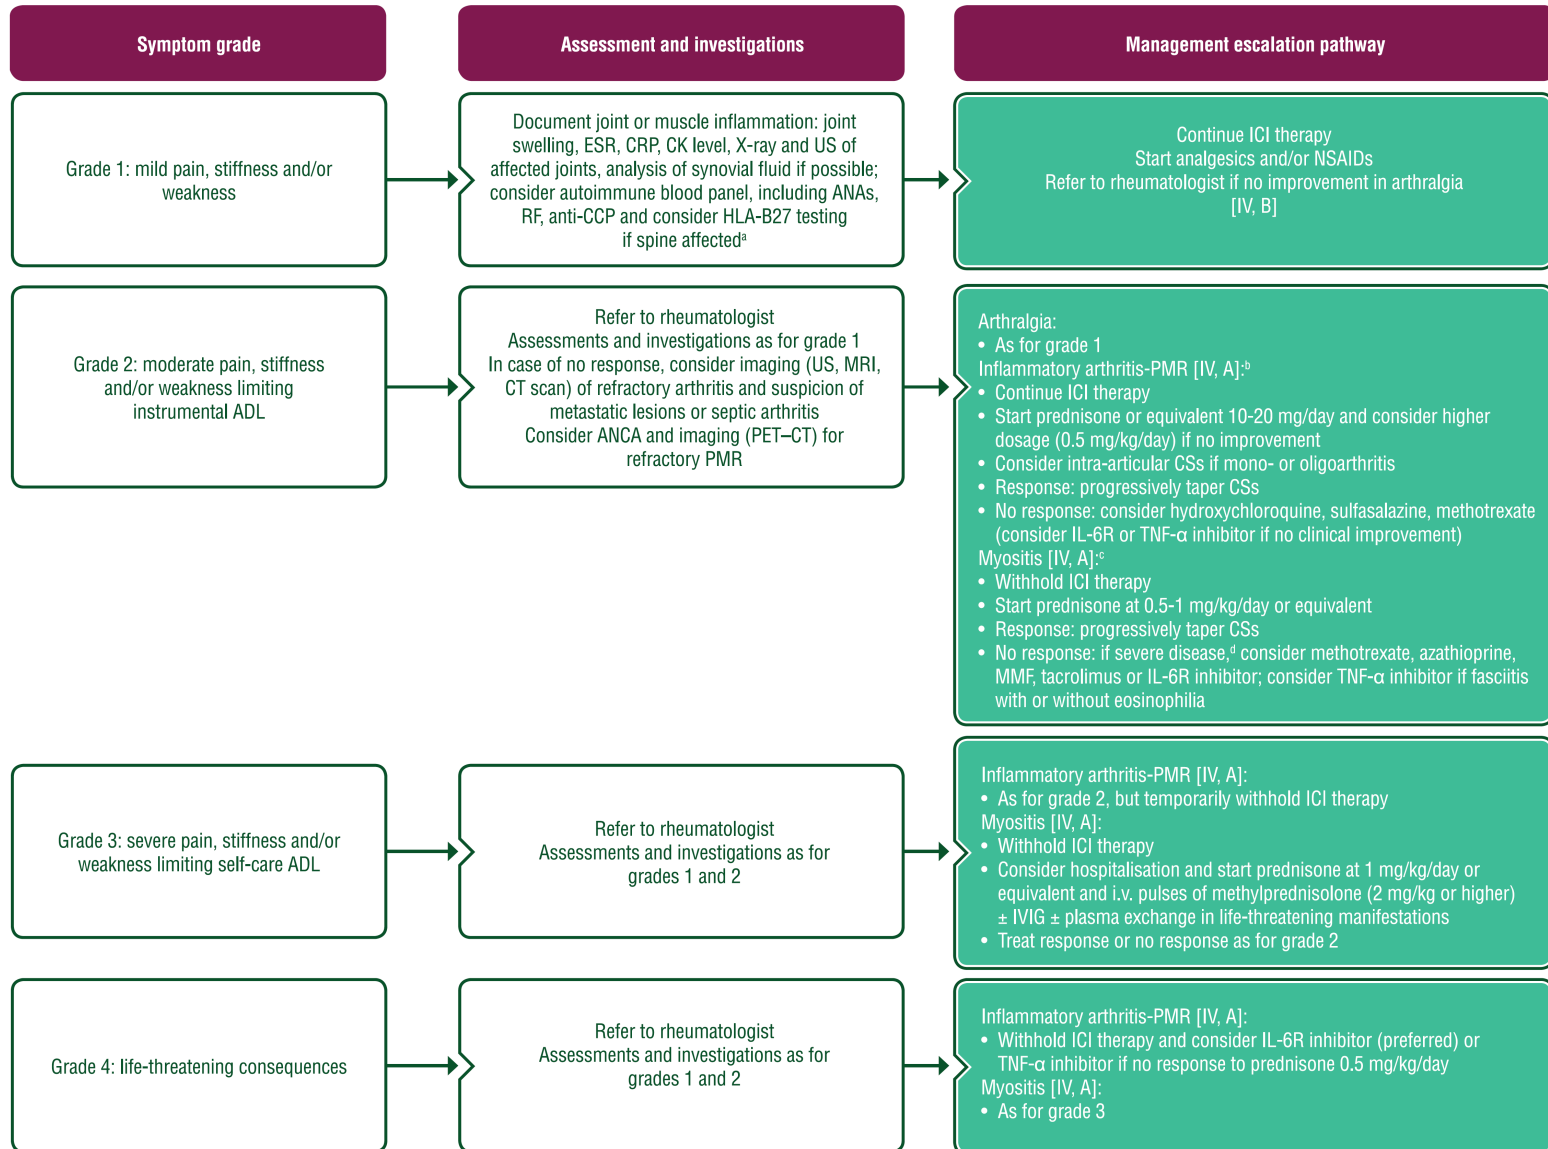 Symptom grade
Assessment and investigations
Management escalation pathway
Grade 1: mild pain, stiffness and/or
weakness
Document joint or muscle inflammation: joint
swelling, ESR, CRP, CK level, X-ray and US of
affected joints, analysis of synovial fluid if possible;
consider autoimmune blood panel, including ANAs,
RF, anti-CCP and consider HLA-B27 testing
if spine affectedᵃ
Continue ICI therapy
Start analgesics and/or NSAIDs
Refer to rheumatologist if no improvement in arthralgia
[IV, B]
Grade 2: moderate pain, stiffness
and/or weakness limiting
instrumental ADL
Refer to rheumatologist
Assessments and investigations as for grade 1
In case of no response, consider imaging (US, MRI,
CT scan) of refractory arthritis and suspicion of
metastatic lesions or septic arthritis
Consider ANCA and imaging (PET–CT) for
refractory PMR
Arthralgia:
• As for grade 1
Inflammatory arthritis-PMR [IV, A]:ᵇ
• Continue ICI therapy
• Start prednisone or equivalent 10-20 mg/day and consider higher
dosage (0.5 mg/kg/day) if no improvement
• Consider intra-articular CSs if mono- or oligoarthritis
• Response: progressively taper CSs
• No response: consider hydroxychloroquine, sulfasalazine, methotrexate
(consider IL-6R or TNF-α inhibitor if no clinical improvement)
Myositis [IV, A]:ᶜ
• Withhold ICI therapy
• Start prednisone at 0.5-1 mg/kg/day or equivalent
• Response: progressively taper CSs
• No response: if severe disease,ᵈ consider methotrexate, azathioprine,
MMF, tacrolimus or IL-6R inhibitor; consider TNF-α inhibitor if fasciitis
with or without eosinophilia
Grade 3: severe pain, stiffness and/or
weakness limiting self-care ADL
Refer to rheumatologist
Assessments and investigations as for
grades 1 and 2
Inflammatory arthritis-PMR [IV, A]:
• As for grade 2, but temporarily withhold ICI therapy
Myositis [IV, A]:
• Withhold ICI therapy
• Consider hospitalisation and start prednisone at 1 mg/kg/day or
equivalent and i.v. pulses of methylprednisolone (2 mg/kg or higher)
± IVIG ± plasma exchange in life-threatening manifestations
• Treat response or no response as for grade 2
Grade 4: life-threatening consequences
Refer to rheumatologist
Assessments and investigations as for
grades 1 and 2
Inflammatory arthritis-PMR [IV, A]:
• Withhold ICI therapy and consider IL-6R inhibitor (preferred) or
TNF-α inhibitor if no response to prednisone 0.5 mg/kg/day
Myositis [IV, A]:
• As for grade 3